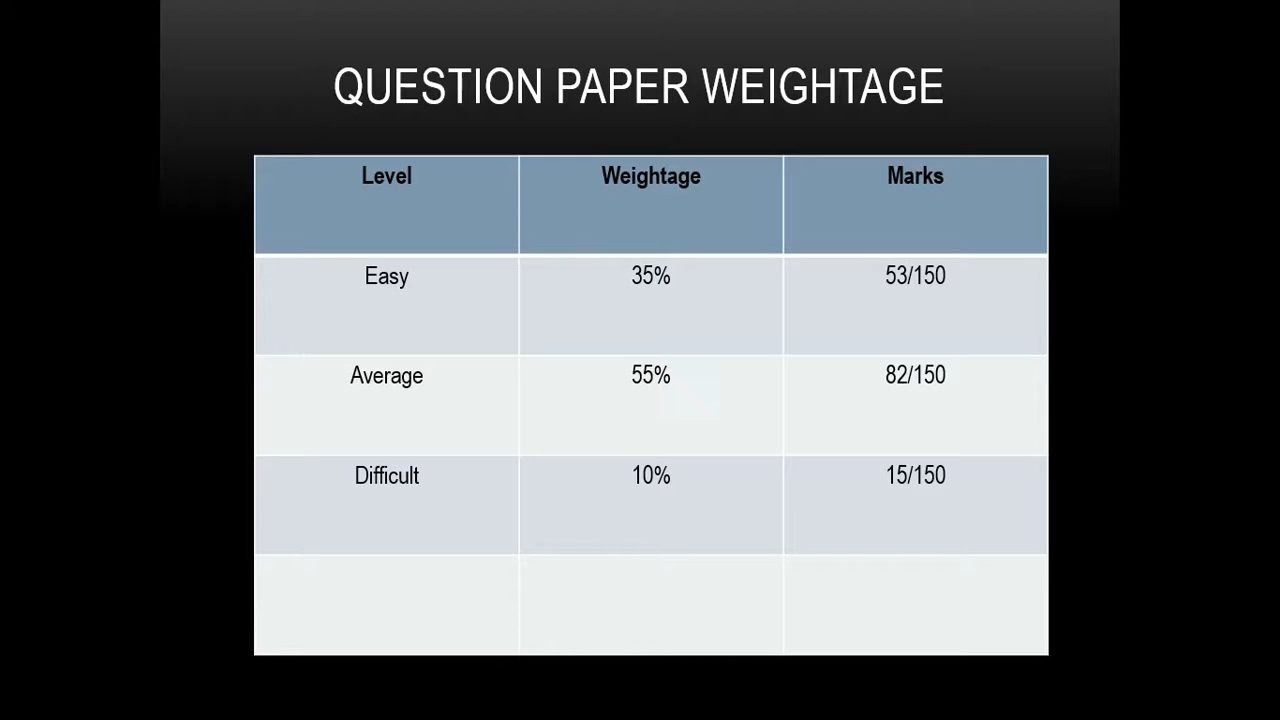 QUESTION PAPER WEIGHTAGE
Level Weightage Marks
Easy 35% 53/150
Average 55% 82/150
Difficult 10% 15/150